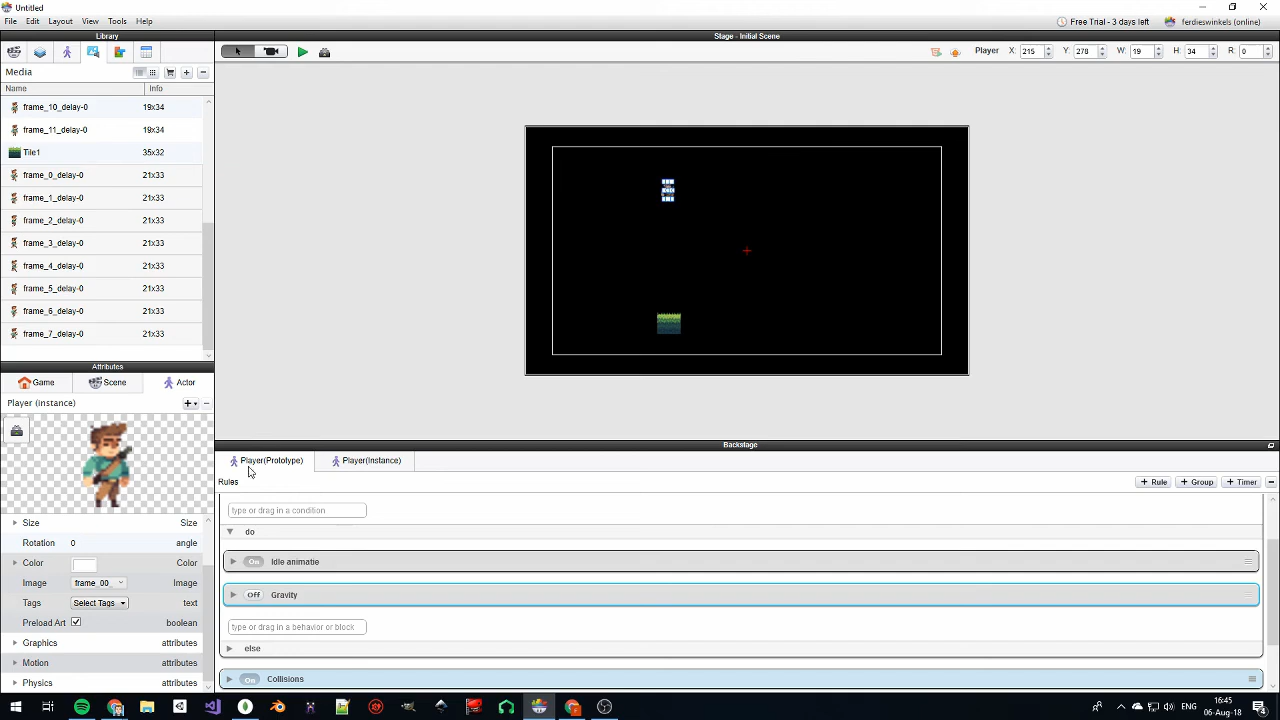 Untitled
File Edit Layout View Tools Help
Free Trial - 3 days left
ferdieswinkels (online)
Library
Stage - Initial Scene
Player X: 215 Y: 278 W: 19 H: 34 R: 0
Media
Name Info
frame_10_delay-0 19x34
frame_11_delay-0 19x34
Tile1 35x32
frame_0_delay-0 21x33
frame_1_delay-0 21x33
frame_2_delay-0 21x33
frame_3_delay-0 21x33
frame_4_delay-0 21x33
frame_5_delay-0 21x33
frame_6_delay-0 21x33
frame_7_delay-0 21x33
Attributes
Game Scene Actor
Player (instance)
Size Size
Rotation 0 angle
Color Color
Image frame_00_ Image
Tags Select Tags text
Preload Art boolean
Graphics attributes
Motion attributes
Physics attributes
Backstage
Player(Prototype) Player(Instance)
Rules
+ Rule + Group + Timer
type or drag in a condition
do
On Idle animatie
Off Gravity
type or drag in a behavior or block
else
On Collisions
16:45
06-Aug-18